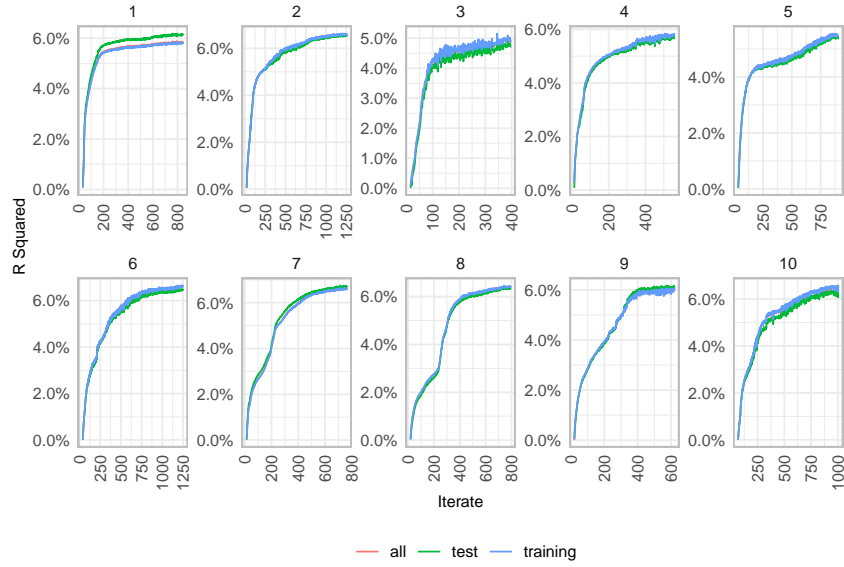 1 2 3 4 5
6.0% 6.0% 5.0% 6.0%
4.0% 4.0% 4.0% 4.0% 4.0%
3.0%
2.0% 2.0% 2.0% 2.0% 2.0%
1.0%
0.0% 0.0% 0.0% 0.0% 0.0%
0 200 400 600 800
0 250 500 750 1000 1250
0 100 200 300 400
0 200 400
250 500 750
R Squared
6 7 8 9 10
6.0% 6.0% 6.0% 6.0% 6.0%
4.0% 4.0% 4.0% 4.0% 4.0%
2.0% 2.0% 2.0% 2.0% 2.0%
0.0% 0.0% 0.0% 0.0% 0.0%
0 250 500 750 1000 1250
0 200 400 600 800
0 200 400 600 800
0 200 400 600
250 500 750 1000
Iterate
all test training